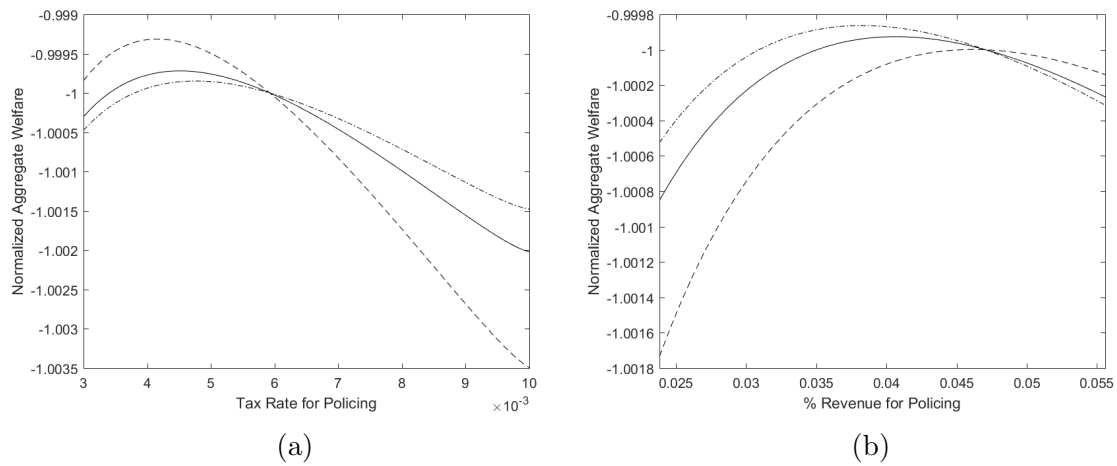 -0.999
-0.9995
-1
-1.0005
-1.001
-1.0015
-1.002
-1.0025
-1.003
-1.0035
Normalized Aggregate Welfare
3 4 5 6 7 8 9 10
Tax Rate for Policing ×10-3
(a)
-0.9998
-1
-1.0002
-1.0004
-1.0006
-1.0008
-1.001
-1.0012
-1.0014
-1.0016
-1.0018
Normalized Aggregate Welfare
0.025 0.03 0.035 0.04 0.045 0.05 0.055
% Revenue for Policing
(b)